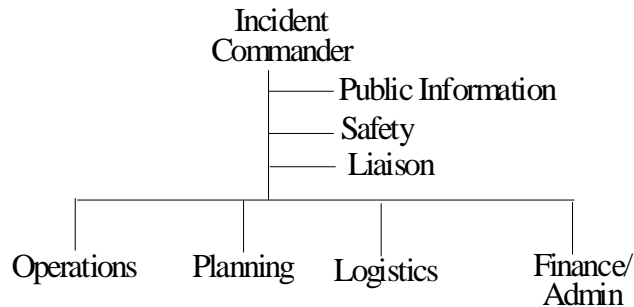 Incident
Commander
Public Information
Safety
Liaison
Operations
Planning
Logistics
Finance/
Admin